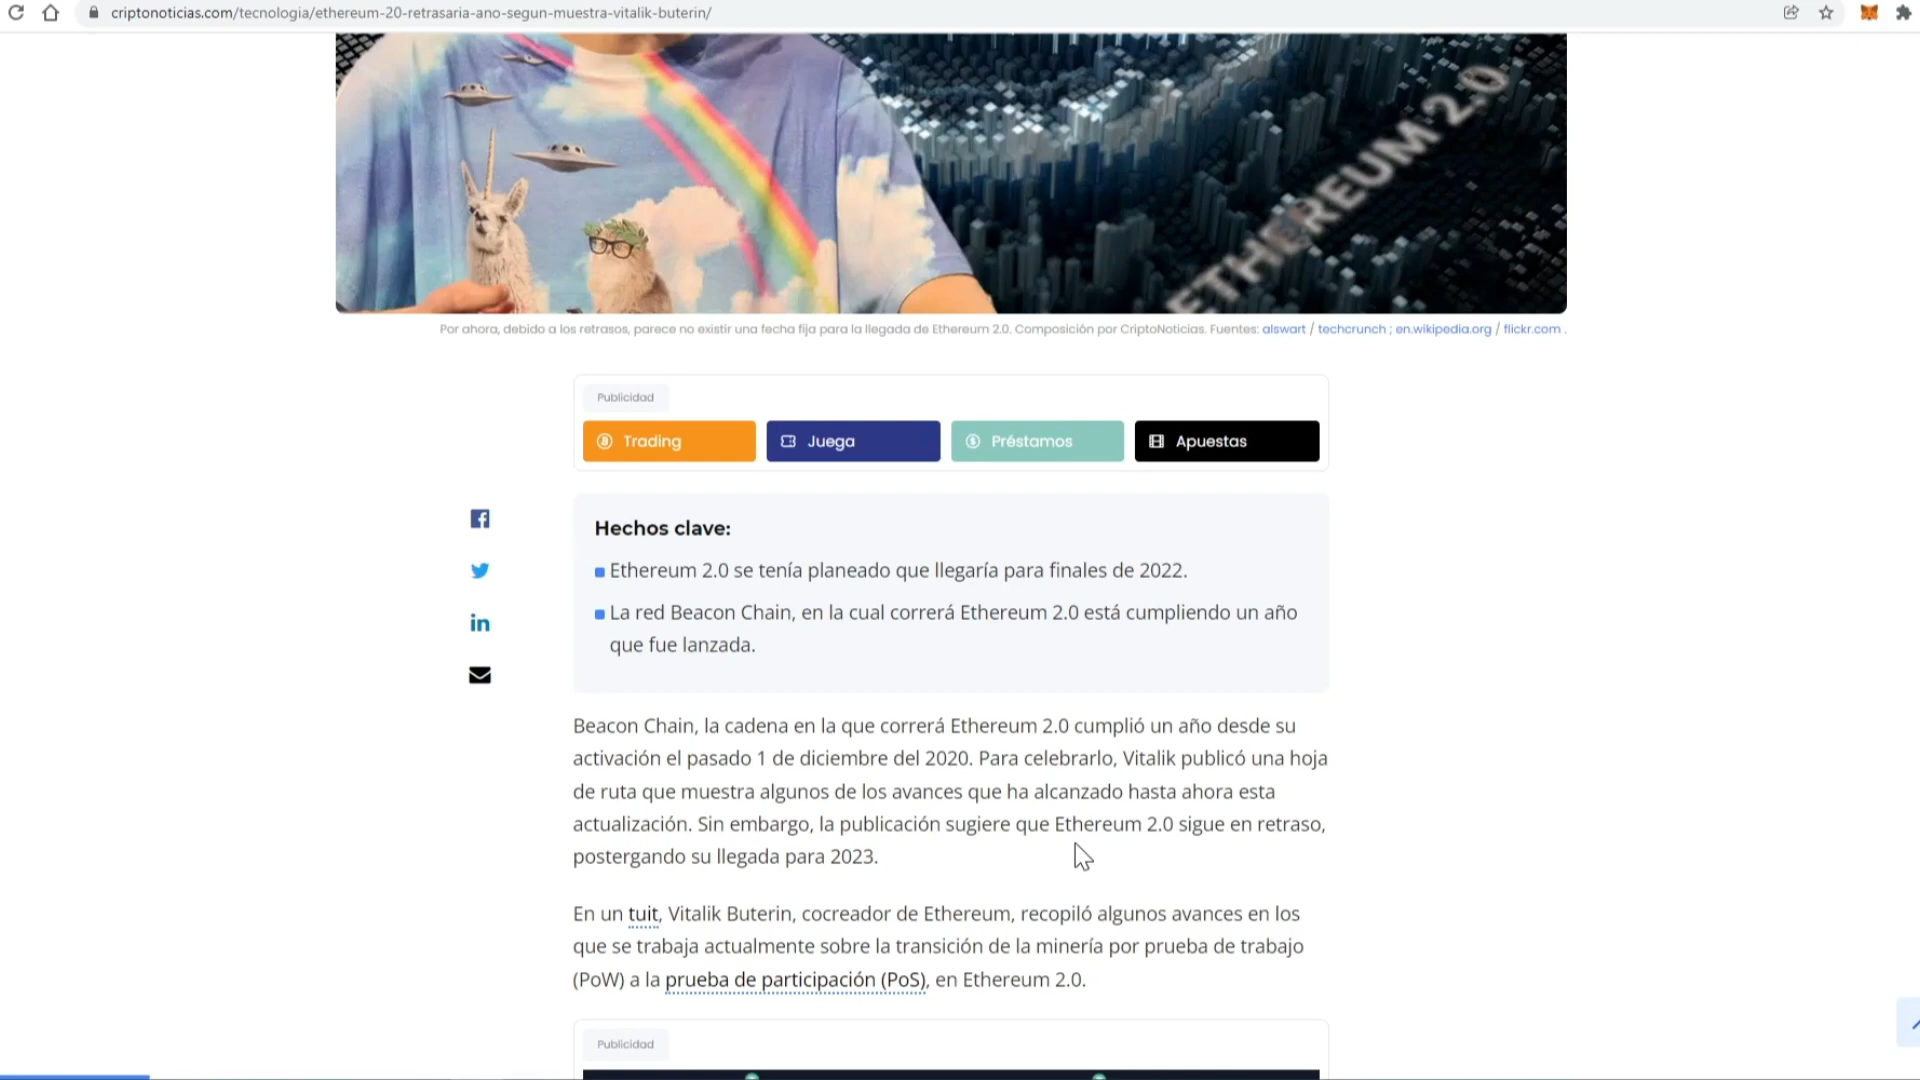 criptonoticias.com/tecnologia/ethereum-20-retrasaria-ano-segun-muestra-vitalik-buterin/
ETHEREUM 2.0
Por ahora, debido a los retrasos, parece no existir una fecha fija para la llegada de Ethereum 2.0. Composición por CriptoNoticias. Fuentes: alswart / techcrunch ; en.wikipedia.org / flickr.com .
Publicidad
Trading
Juega
Préstamos
Apuestas
Hechos clave:
Ethereum 2.0 se tenía planeado que llegaría para finales de 2022.
La red Beacon Chain, en la cual correrá Ethereum 2.0 está cumpliendo un año
que fue lanzada.
Beacon Chain, la cadena en la que correrá Ethereum 2.0 cumplió un año desde su
activación el pasado 1 de diciembre del 2020. Para celebrarlo, Vitalik publicó una hoja
de ruta que muestra algunos de los avances que ha alcanzado hasta ahora esta
actualización. Sin embargo, la publicación sugiere que Ethereum 2.0 sigue en retraso,
postergando su llegada para 2023.
En un tuit, Vitalik Buterin, cocreador de Ethereum, recopiló algunos avances en los
que se trabaja actualmente sobre la transición de la minería por prueba de trabajo
(PoW) a la prueba de participación (PoS), en Ethereum 2.0.
Publicidad